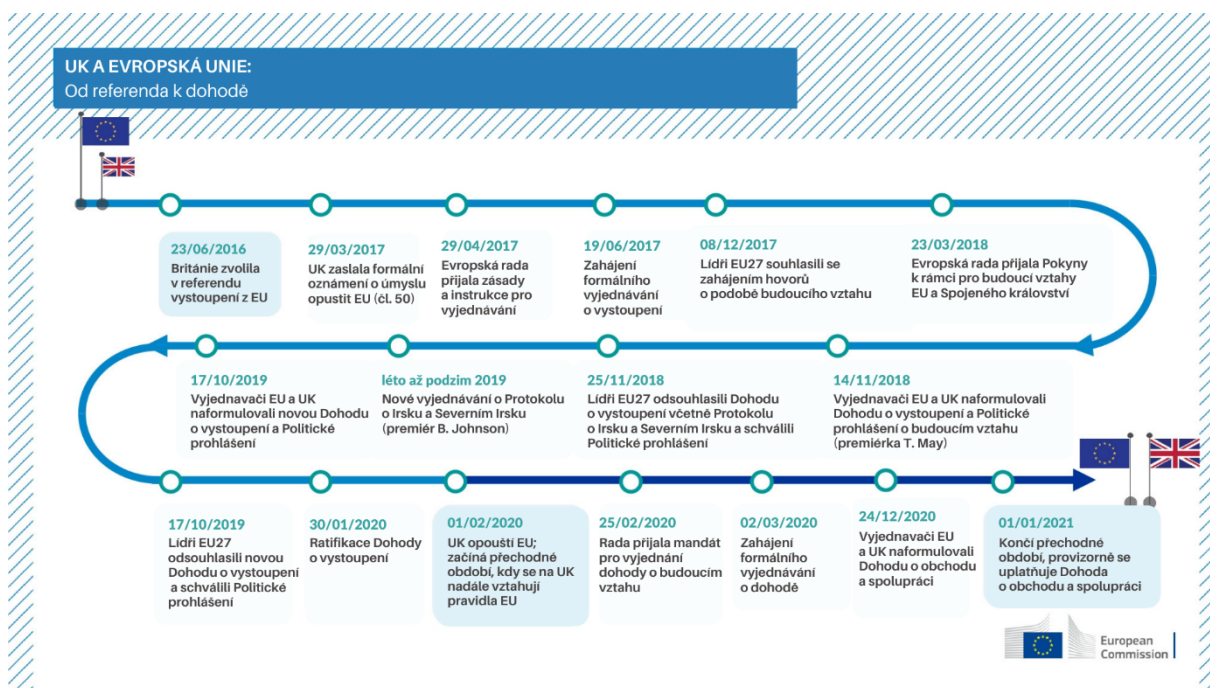 UK A EVROPSKÁ UNIE:
Od referenda k dohodě
23/06/2016
Británie zvolila
v referendu
vystoupení z EU
29/03/2017
UK zaslala formální
oznámení o úmyslu
opustit EU (čl. 50)
29/04/2017
Evropská rada
přijala zásady
a instrukce pro
vyjednávání
19/06/2017
Zahájení
formálního
vyjednávání
o vystoupení
08/12/2017
Lídři EU27 souhlasili se
zahájením hovorů
o podobě budoucího vztahu
23/03/2018
Evropská rada přijala Pokyny
k rámci pro budoucí vztahy
EU a Spojeného království
17/10/2019
Vyjednavači EU a UK
naformulovali novou Dohodu
o vystoupení a Politické
prohlášení
léto až podzim 2019
Nové vyjednávání o Protokolu
o Irsku a Severním Irsku
(premiér B. Johnson)
25/11/2018
Lídři EU27 odsouhlasili Dohodu
o vystoupení včetně Protokolu
o Irsku a Severním Irsku a schválili
Politické prohlášení
14/11/2018
Vyjednavači EU a UK naformulovali
Dohodu o vystoupení a Politické
prohlášení o budoucím vztahu
(premiérka T. May)
17/10/2019
Lídři EU27
odsouhlasili novou
Dohodu o vystoupení
a schválili Politické
prohlášení
30/01/2020
Ratifikace Dohody
o vystoupení
01/02/2020
UK opouští EU;
začíná přechodné
období, kdy se na UK
nadále vztahují
pravidla EU
25/02/2020
Rada přijala mandát
pro vyjednání
dohody o budoucím
vztahu
02/03/2020
Zahájení
formálního
vyjednávání
o dohodě
24/12/2020
Vyjednavači EU
a UK naformulovali
Dohodu o obchodu
a spolupráci
01/01/2021
Končí přechodné
období, provizorně se
uplatňuje Dohoda
o obchodu a spolupráci
European
Commission